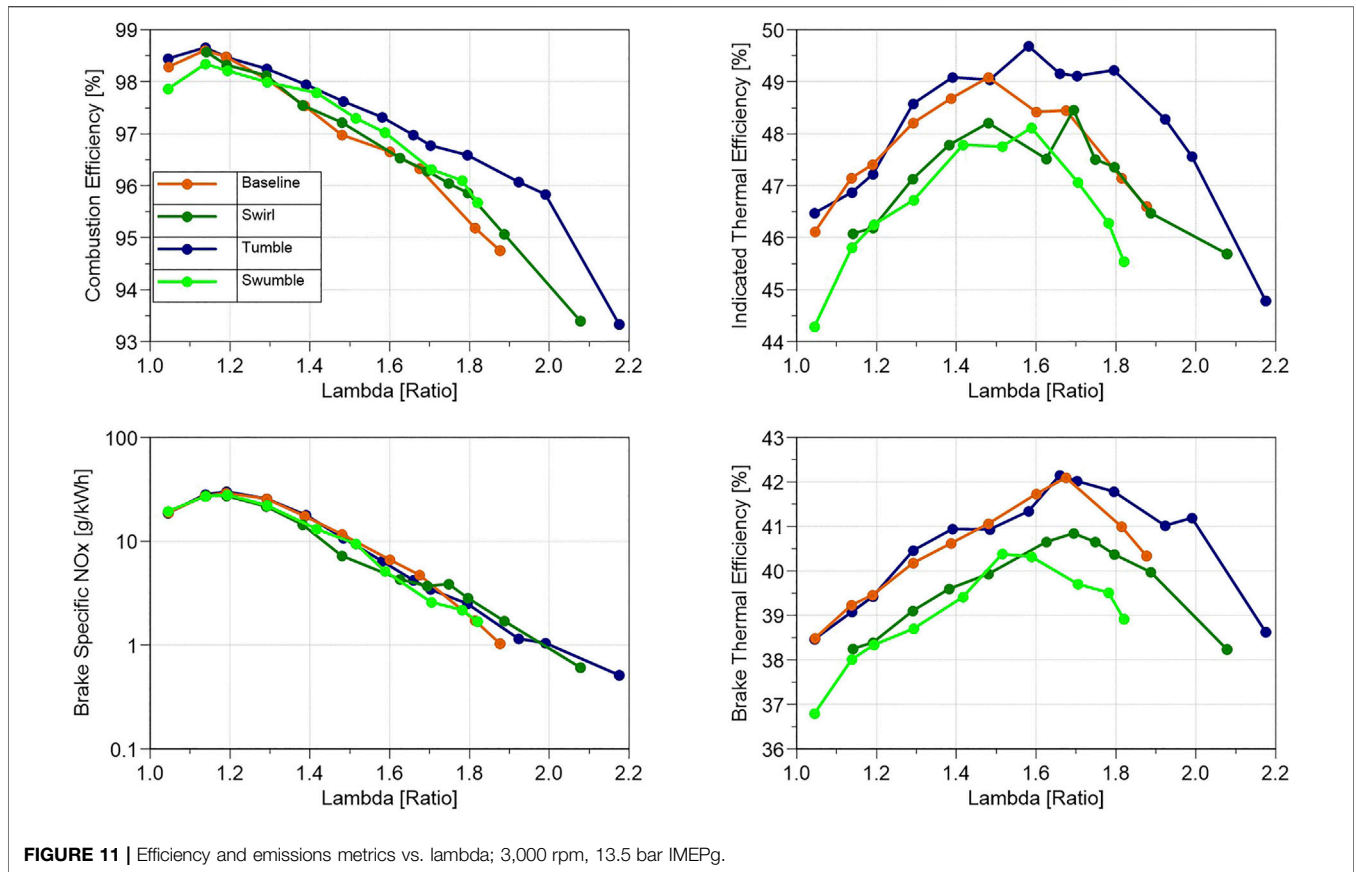 99
98
97
96
95
94
93
Combustion Efficiency [%]
Baseline
Swirl
Tumble
Swumble
1.0 1.2 1.4 1.6 1.8 2.0 2.2
Lambda [Ratio]
50
49
48
47
46
45
44
Indicated Thermal Efficiency [%]
1.0 1.2 1.4 1.6 1.8 2.0 2.2
Lambda [Ratio]
100
10
1
0.1
Brake Specific NOx [g/kWh]
1.0 1.2 1.4 1.6 1.8 2.0 2.2
Lambda [Ratio]
43
42
41
40
39
38
37
36
Brake Thermal Efficiency [%]
1.0 1.2 1.4 1.6 1.8 2.0 2.2
Lambda [Ratio]
FIGURE 11 | Efficiency and emissions metrics vs. lambda; 3,000 rpm, 13.5 bar IMEPg.